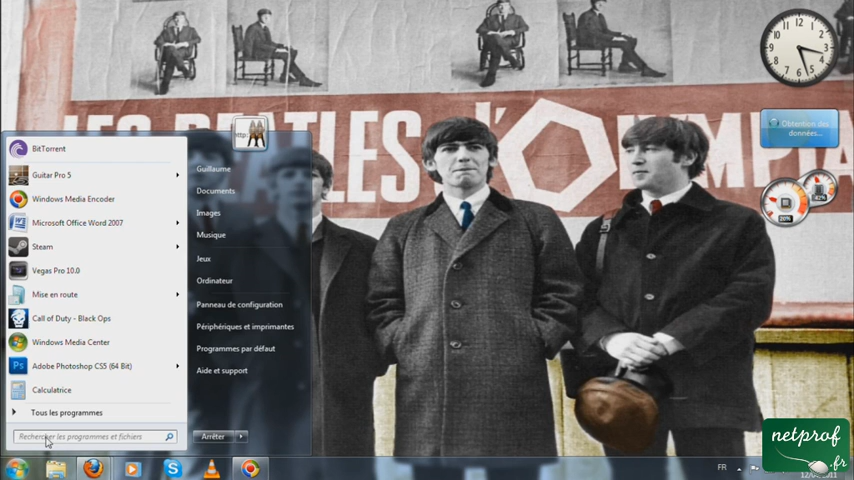 LES BEATLES L'OLYMPIA
http:
Obtention des
données...
20%
42%
BitTorrent
Guitar Pro 5
Windows Media Encoder
Microsoft Office Word 2007
Steam
Vegas Pro 10.0
Mise en route
Call of Duty - Black Ops
Windows Media Center
Adobe Photoshop CS5 (64 Bit)
Calculatrice
Tous les programmes
Rechercher les programmes et fichiers
Guillaume
Documents
Images
Musique
Jeux
Ordinateur
Panneau de configuration
Périphériques et imprimantes
Programmes par défaut
Aide et support
Arrêter
FR
netprof
.fr